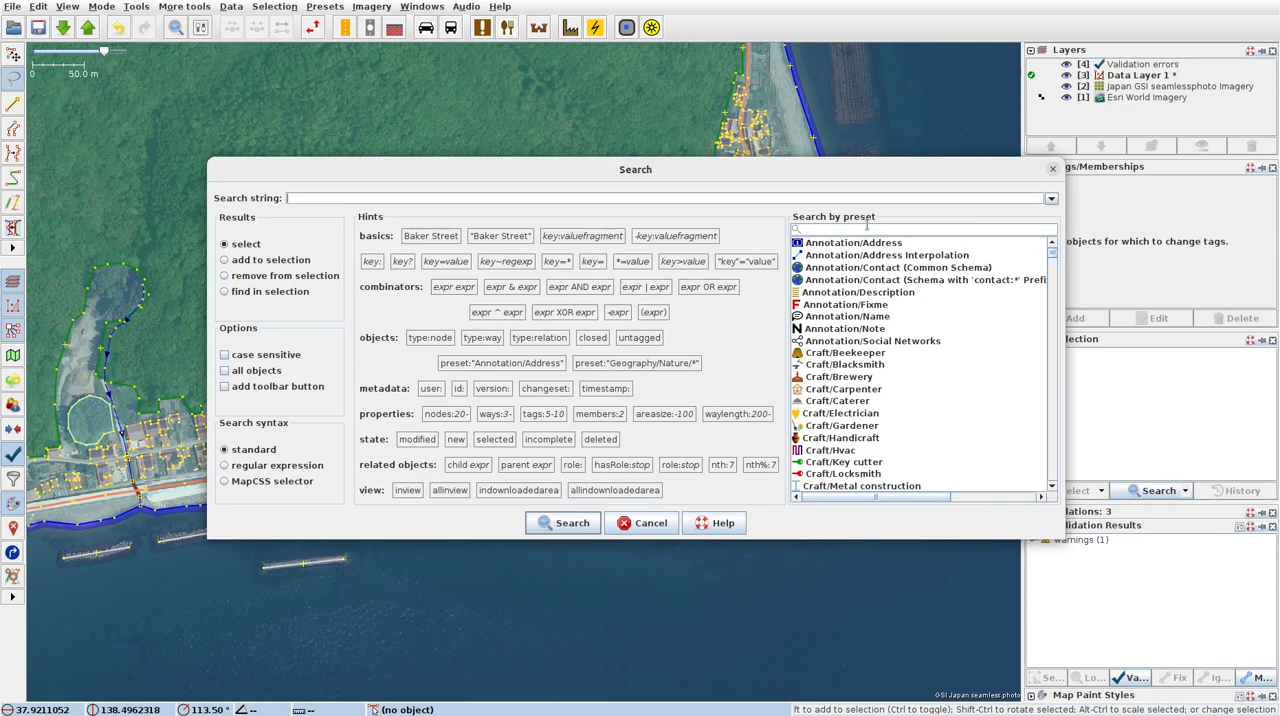 File Edit View Mode Tools More tools Data Selection Presets Imagery Windows Audio Help
0 50.0 m
Layers
[4] Validation errors
[3] Data Layer 1 *
[2] Japan GSI seamlessphoto Imagery
[1] Esri World Imagery
gs/Memberships
objects for which to change tags.
Add Edit Delete
lection
elect Search History
lations: 3
lidation Results
warnings (1)
Se... Lo... Va... Fix Ig... M...
Map Paint Styles
Search
Search string:
Results
select
add to selection
remove from selection
find in selection
Options
case sensitive
all objects
add toolbar button
Search syntax
standard
regular expression
MapCSS selector
Hints
basics: Baker Street "Baker Street" key:valuefragment -key:valuefragment
key: key? key=value key~regexp key=* key= *=value key>value "key"="value"
combinators: expr expr expr & expr expr AND expr expr | expr expr OR expr
expr ^ expr expr XOR expr -expr (expr)
objects: type:node type:way type:relation closed untagged
preset:"Annotation/Address" preset:"Geography/Nature/*"
metadata: user: id: version: changeset: timestamp:
properties: nodes:20- ways:3- tags:5-10 members:2 areasize:-100 waylength:200-
state: modified new selected incomplete deleted
related objects: child expr parent expr role: hasRole:stop role:stop nth:7 nth%:7
view: inview allinview indownloadedarea allindownloadedarea
Search by preset
Annotation/Address
Annotation/Address Interpolation
Annotation/Contact (Common Schema)
Annotation/Contact (Schema with 'contact:*' Prefi
Annotation/Description
Annotation/Fixme
Annotation/Name
Annotation/Note
Annotation/Social Networks
Craft/Beekeeper
Craft/Blacksmith
Craft/Brewery
Craft/Carpenter
Craft/Caterer
Craft/Electrician
Craft/Gardener
Craft/Handicraft
Craft/Hvac
Craft/Key cutter
Craft/Locksmith
Craft/Metal construction
Search Cancel Help
GSI Japan seamless photo
37.9211052 138.4962318 113.50 ° -- -- (no object) ft to add to selection (Ctrl to toggle); Shift-Ctrl to rotate selected; Alt-Ctrl to scale selected; or change selection